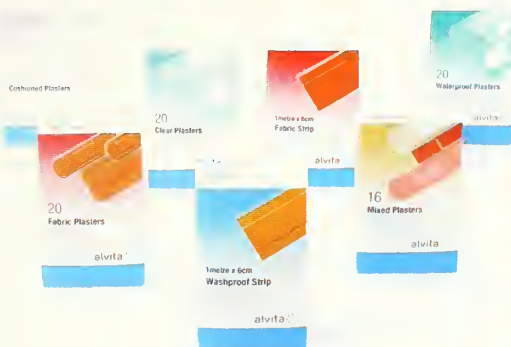 Cushioned Plasters
20
Clear Plasters
1metre x 6cm
Fabric Strip
alvita
20
Waterproof Plasters
alvita
20
Fabric Plasters
alvita
1metre x 6cm
Washproof Strip
alvita
16
Mixed Plasters
alvita